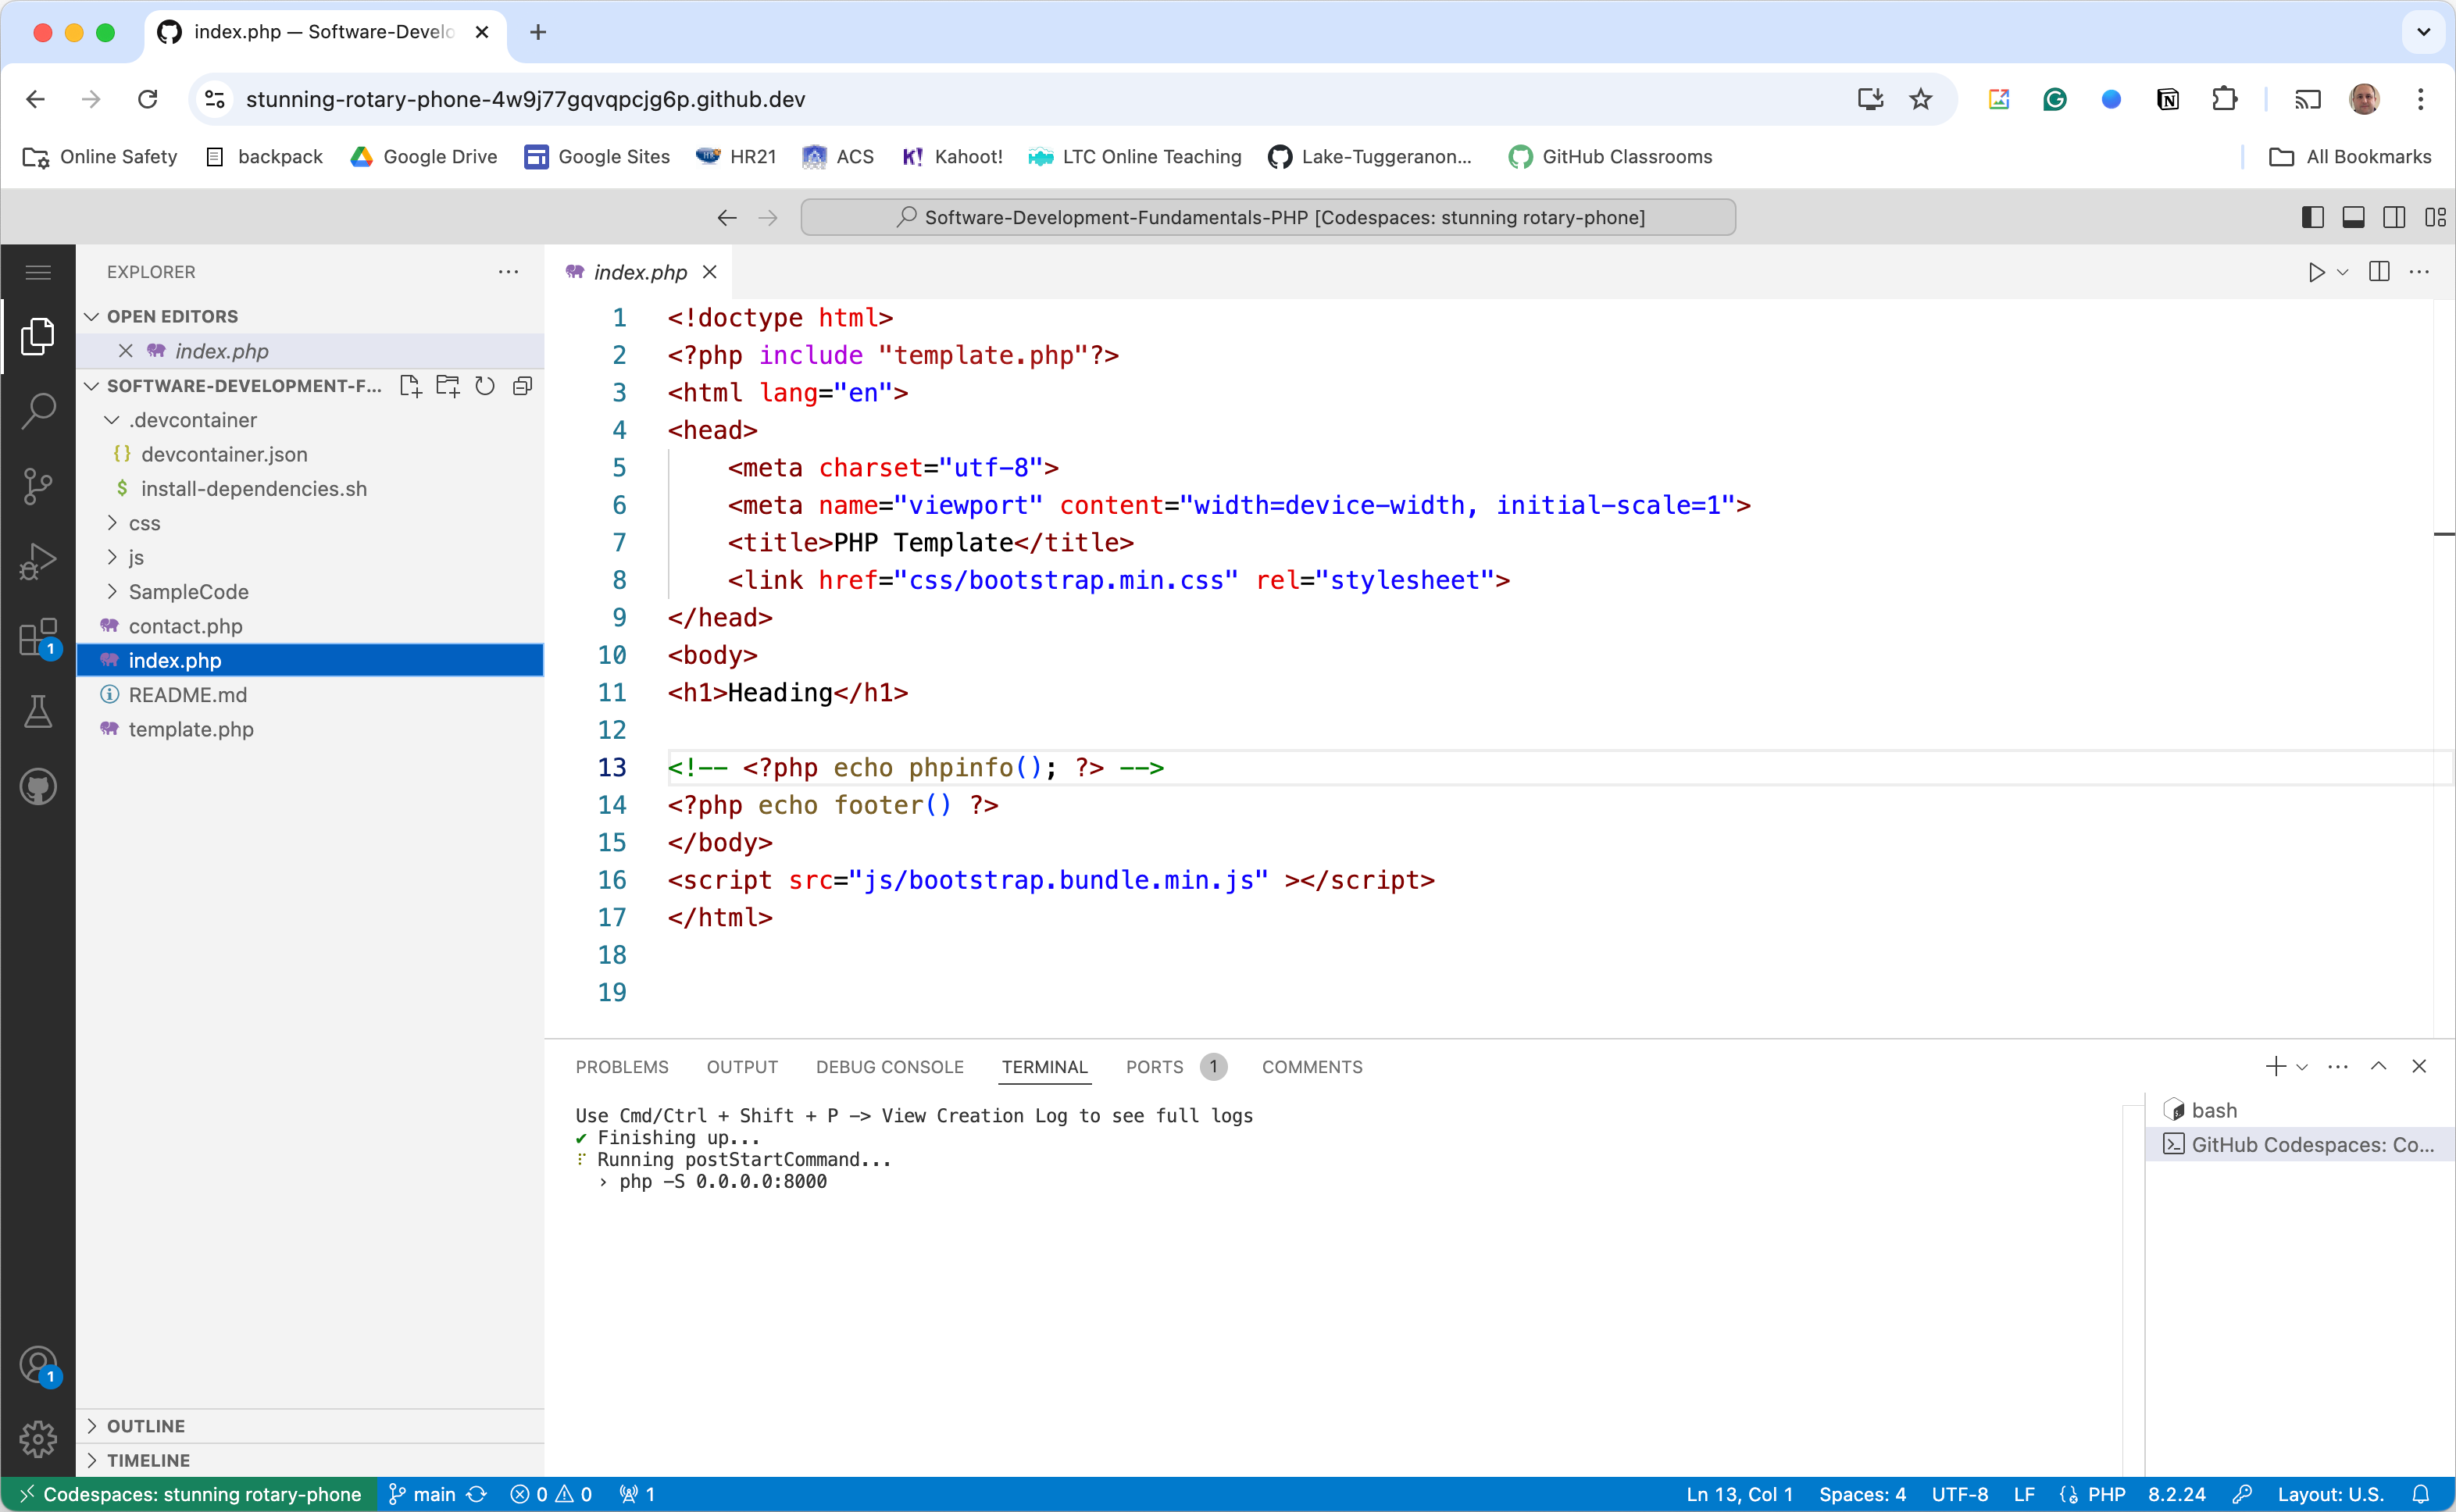 index.php — Software-Develo
stunning-rotary-phone-4w9j77gqvqpcjg6p.github.dev
Online Safety backpack Google Drive Google Sites HR21 ACS K! Kahoot! LTC Online Teaching Lake-Tuggeranon... GitHub Classrooms All Bookmarks
Software-Development-Fundamentals-PHP [Codespaces: stunning rotary-phone]
EXPLORER
OPEN EDITORS
index.php
SOFTWARE-DEVELOPMENT-F...
.devcontainer
{} devcontainer.json
$ install-dependencies.sh
css
js
SampleCode
contact.php
index.php
README.md
template.php
OUTLINE
TIMELINE
1
1
index.php
1 <!doctype html>
2 <?php include "template.php"?>
3 <html lang="en">
4 <head>
5 <meta charset="utf-8">
6 <meta name="viewport" content="width=device-width, initial-scale=1">
7 <title>PHP Template</title>
8 <link href="css/bootstrap.min.css" rel="stylesheet">
9 </head>
10 <body>
11 <h1>Heading</h1>
12
13 <!-- <?php echo phpinfo(); ?> -->
14 <?php echo footer() ?>
15 </body>
16 <script src="js/bootstrap.bundle.min.js" ></script>
17 </html>
18
19
PROBLEMS OUTPUT DEBUG CONSOLE TERMINAL PORTS 1 COMMENTS
Use Cmd/Ctrl + Shift + P -> View Creation Log to see full logs
✔ Finishing up...
⠏ Running postStartCommand...
› php -S 0.0.0.0:8000
bash
GitHub Codespaces: Co...
Codespaces: stunning rotary-phone main 0 0 1 Ln 13, Col 1 Spaces: 4 UTF-8 LF PHP 8.2.24 Layout: U.S.